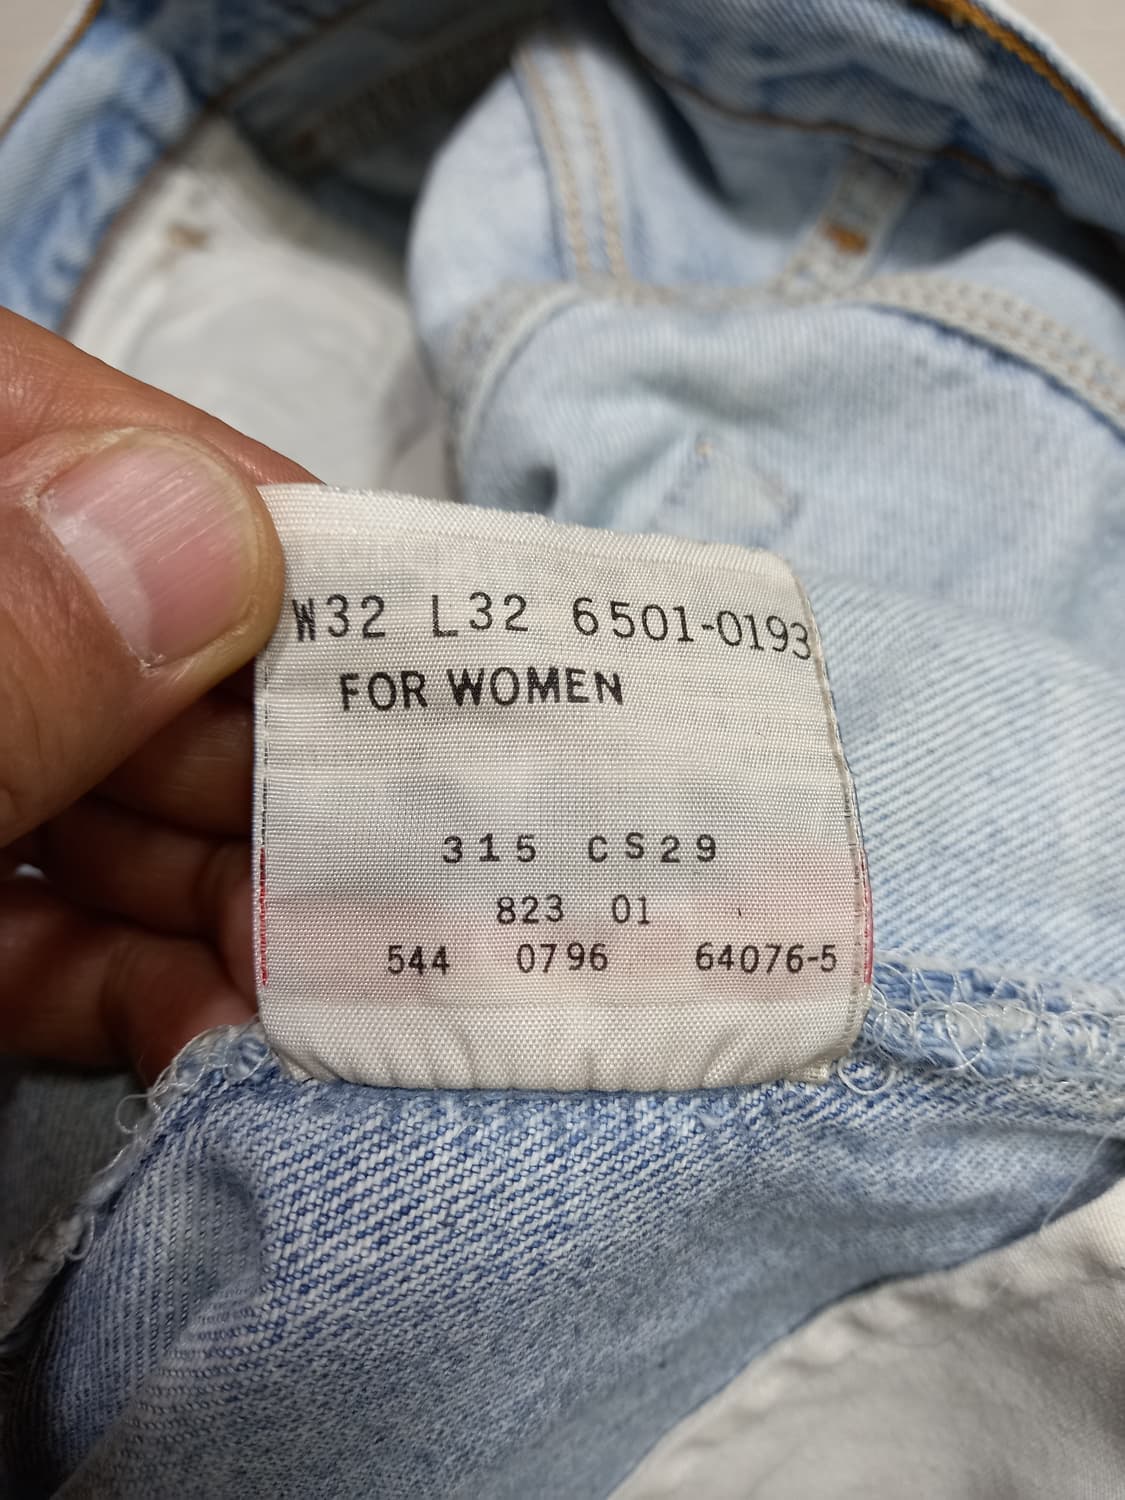 W32 L32 6501-0193
FOR WOMEN
315 CS29
823 01
544 0796 64076-5